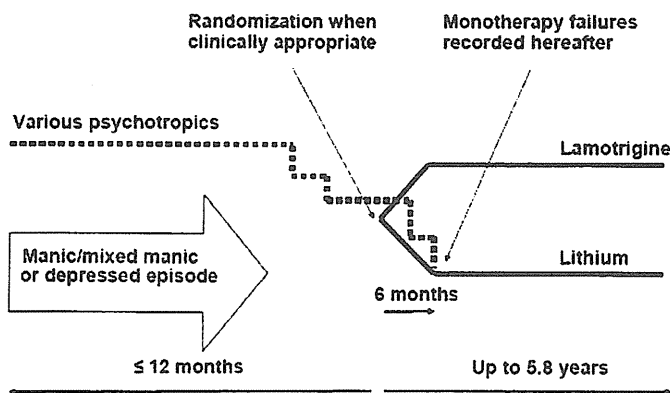 Randomization when
clinically appropriate
Monotherapy failures
recorded hereafter
Various psychotropics
Lamotrigine
Manic/mixed manic
or depressed episode
Lithium
6 months
≤ 12 months
Up to 5.8 years